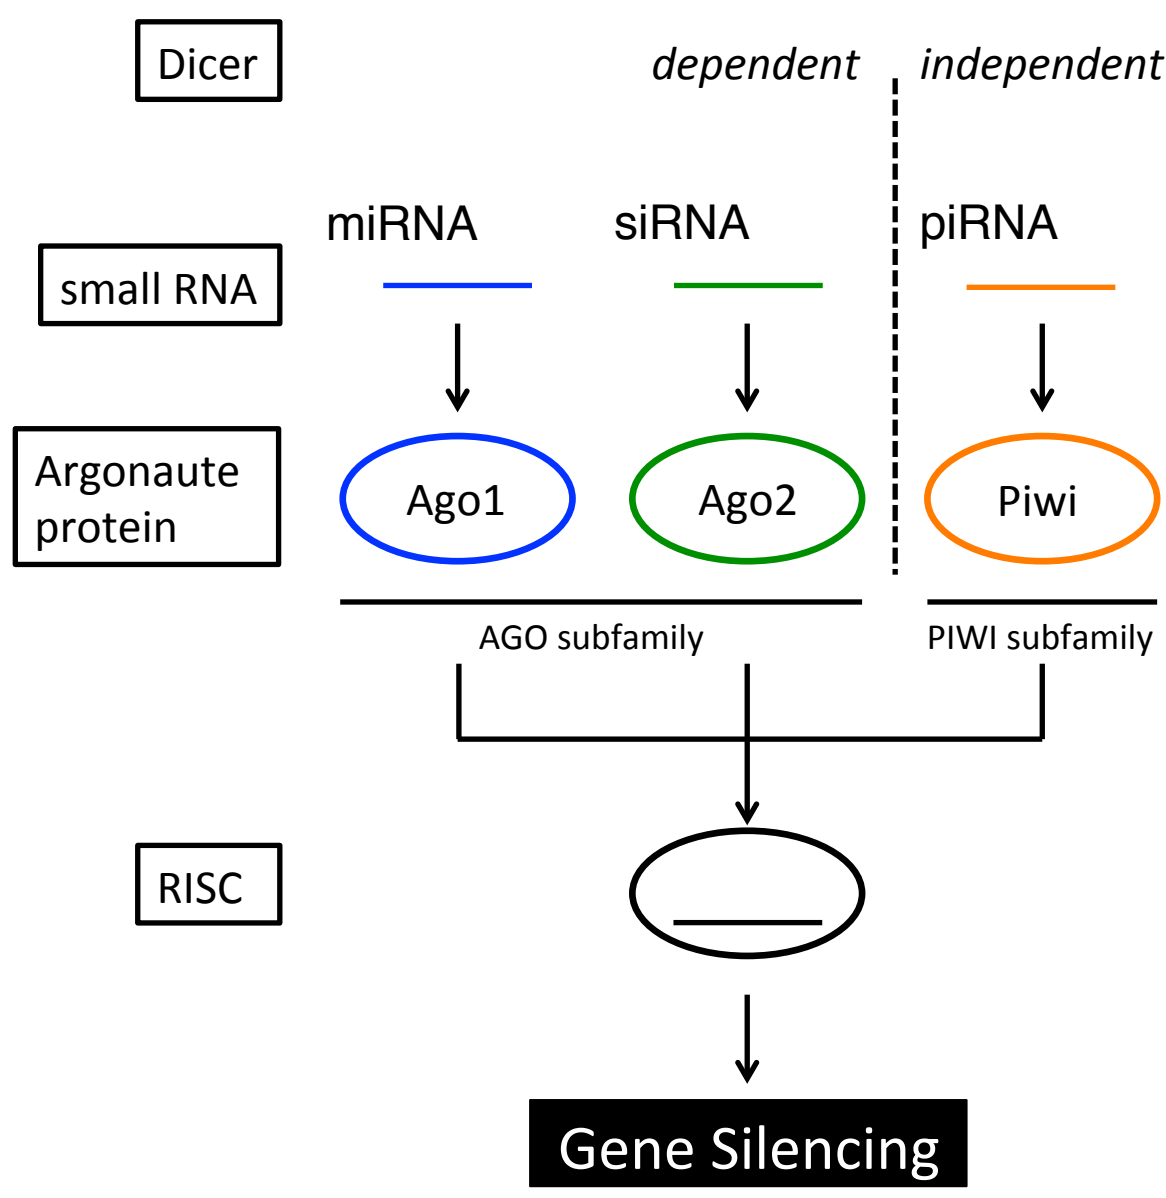 Dicer
dependent
independent
miRNA
siRNA
piRNA
small RNA
Argonaute
protein
Ago1
Ago2
Piwi
AGO subfamily
PIWI subfamily
RISC
Gene Silencing